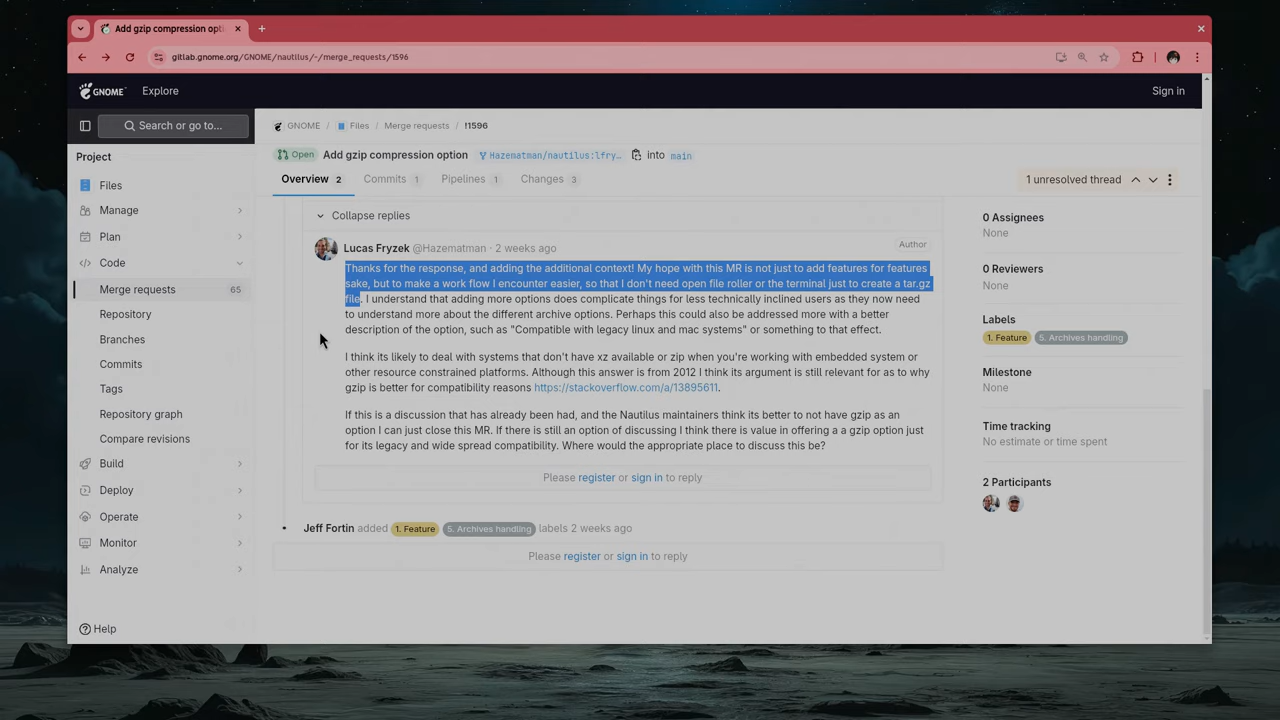 Add gzip compression opti
gitlab.gnome.org/GNOME/nautilus/-/merge_requests/1596
GNOME
Explore
Sign in
Search or go to...
GNOME / Files / Merge requests / !1596
Open Add gzip compression option Hazematman/nautilus:lfry… into main
Overview 2 Commits 1 Pipelines 1 Changes 3
1 unresolved thread
Project
Files
Manage
Plan
Code
Merge requests 65
Repository
Branches
Commits
Tags
Repository graph
Compare revisions
Build
Deploy
Operate
Monitor
Analyze
Help
Collapse replies
Lucas Fryzek @Hazematman · 2 weeks ago
Author
Thanks for the response, and adding the additional context! My hope with this MR is not just to add features for features
sake, but to make a work flow I encounter easier, so that I don't need open file roller or the terminal just to create a tar.gz
file. I understand that adding more options does complicate things for less technically inclined users as they now need
to understand more about the different archive options. Perhaps this could also be addressed more with a better
description of the option, such as "Compatible with legacy linux and mac systems" or something to that effect.
I think its likely to deal with systems that don't have xz available or zip when you're working with embedded system or
other resource constrained platforms. Although this answer is from 2012 I think its argument is still relevant for as to why
gzip is better for compatibility reasons https://stackoverflow.com/a/13895611.
If this is a discussion that has already been had, and the Nautilus maintainers think its better to not have gzip as an
option I can just close this MR. If there is still an option of discussing I think there is value in offering a a gzip option just
for its legacy and wide spread compatibility. Where would the appropriate place to discuss this be?
Please register or sign in to reply
Jeff Fortin added 1. Feature 5. Archives handling labels 2 weeks ago
Please register or sign in to reply
0 Assignees
None
0 Reviewers
None
Labels
1. Feature 5. Archives handling
Milestone
None
Time tracking
No estimate or time spent
2 Participants